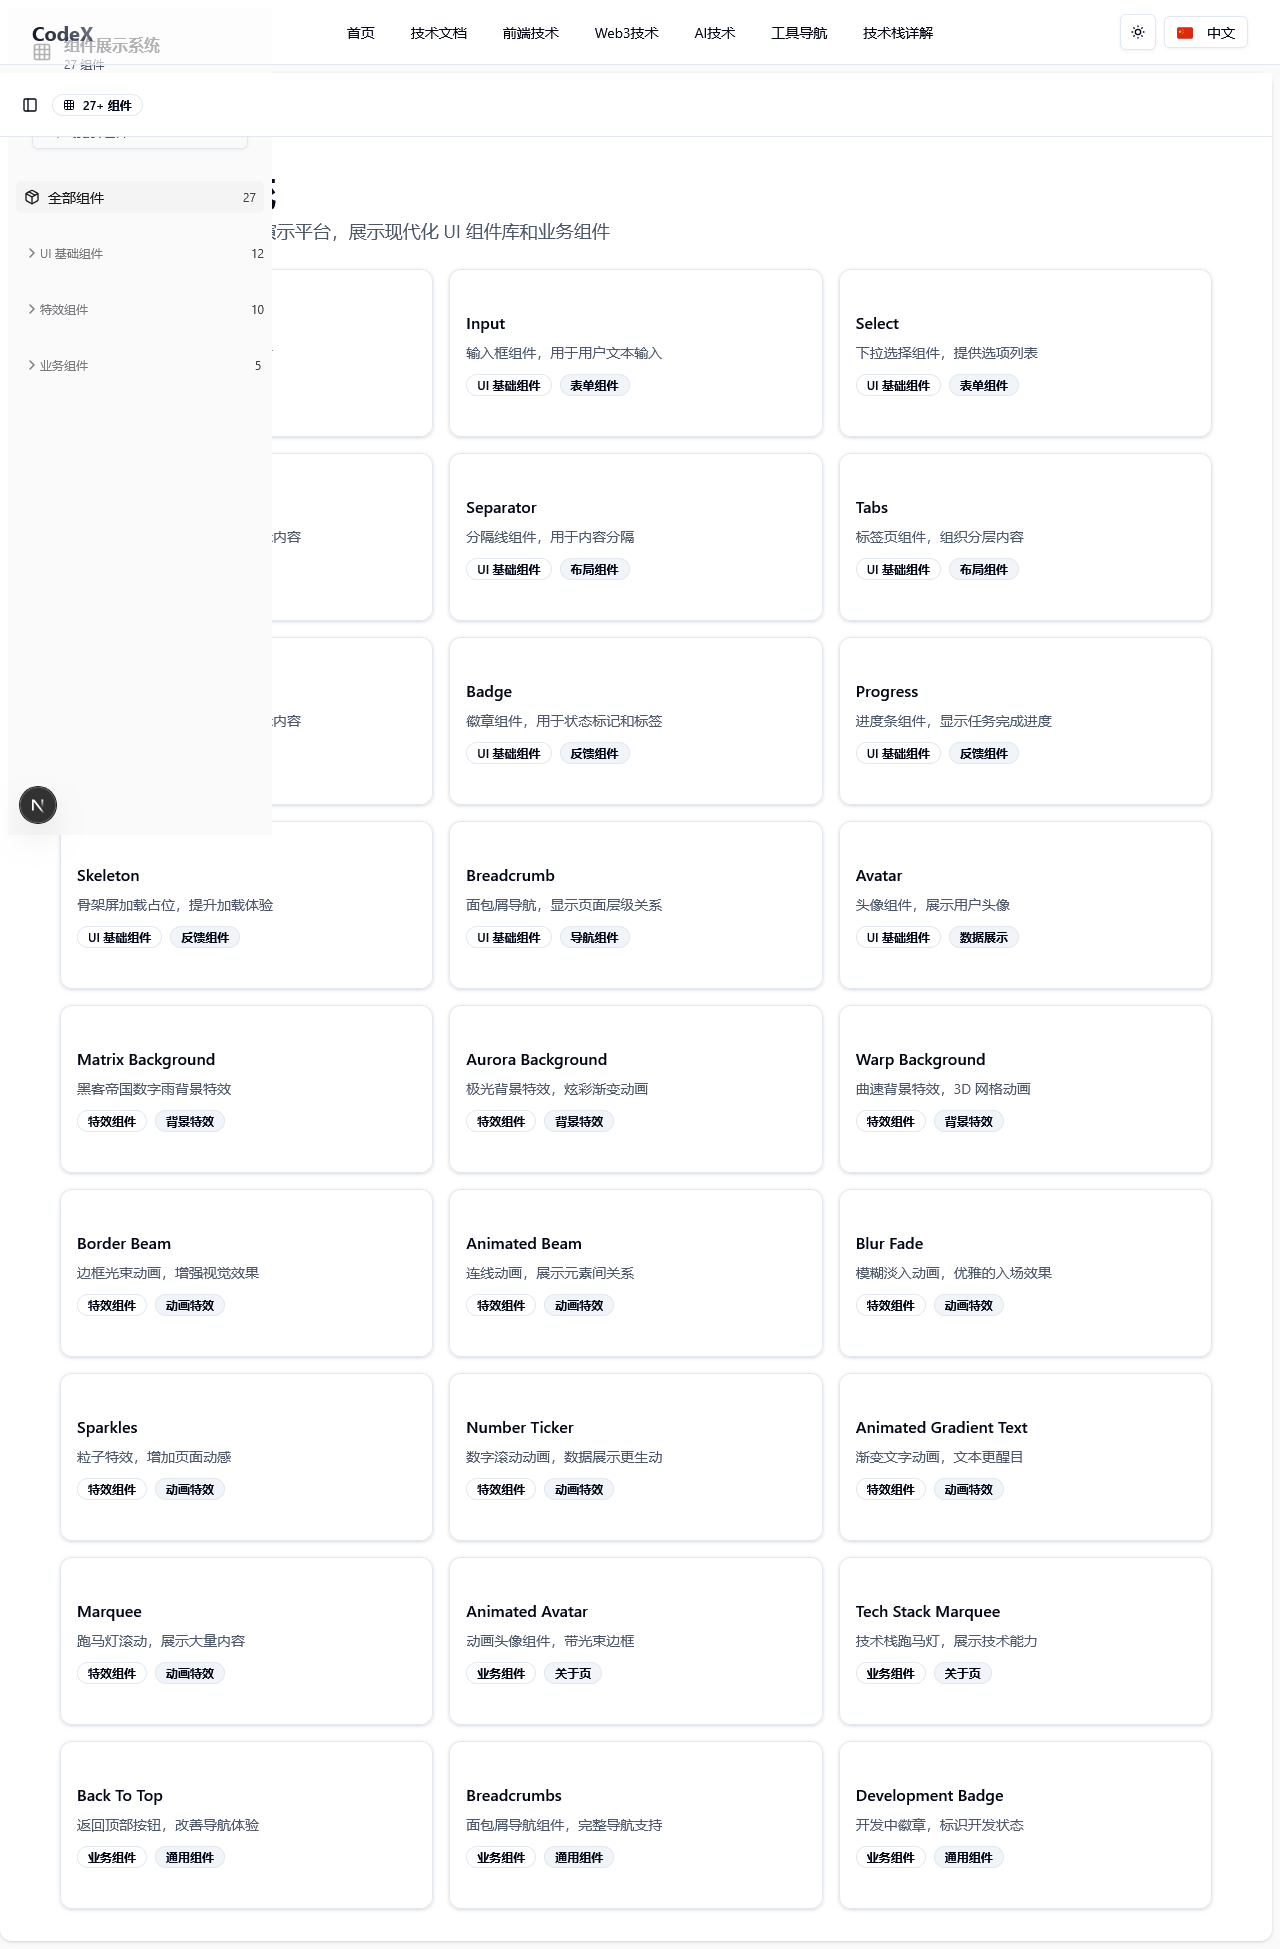 CodeX
首页
技术文档
前端技术
Web3技术
AI技术
工具导航
技术栈详解
中文
组件展示系统
27 组件
27+ 组件
全部组件
27
UI 基础组件
12
特效组件
10
业务组件
5
演示平台，展示现代化 UI 组件库和业务组件
Input
输入框组件，用于用户文本输入
UI 基础组件
表单组件
Select
下拉选择组件，提供选项列表
UI 基础组件
表单组件
内容
Separator
分隔线组件，用于内容分隔
UI 基础组件
布局组件
Tabs
标签页组件，组织分层内容
UI 基础组件
布局组件
内容
Badge
徽章组件，用于状态标记和标签
UI 基础组件
反馈组件
Progress
进度条组件，显示任务完成进度
UI 基础组件
反馈组件
N
Skeleton
骨架屏加载占位，提升加载体验
UI 基础组件
反馈组件
Breadcrumb
面包屑导航，显示页面层级关系
UI 基础组件
导航组件
Avatar
头像组件，展示用户头像
UI 基础组件
数据展示
Matrix Background
黑客帝国数字雨背景特效
特效组件
背景特效
Aurora Background
极光背景特效，炫彩渐变动画
特效组件
背景特效
Warp Background
曲速背景特效，3D 网格动画
特效组件
背景特效
Border Beam
边框光束动画，增强视觉效果
特效组件
动画特效
Animated Beam
连线动画，展示元素间关系
特效组件
动画特效
Blur Fade
模糊淡入动画，优雅的入场效果
特效组件
动画特效
Sparkles
粒子特效，增加页面动感
特效组件
动画特效
Number Ticker
数字滚动动画，数据展示更生动
特效组件
动画特效
Animated Gradient Text
渐变文字动画，文本更醒目
特效组件
动画特效
Marquee
跑马灯滚动，展示大量内容
特效组件
动画特效
Animated Avatar
动画头像组件，带光束边框
业务组件
关于页
Tech Stack Marquee
技术栈跑马灯，展示技术能力
业务组件
关于页
Back To Top
返回顶部按钮，改善导航体验
业务组件
通用组件
Breadcrumbs
面包屑导航组件，完整导航支持
业务组件
通用组件
Development Badge
开发中徽章，标识开发状态
业务组件
通用组件